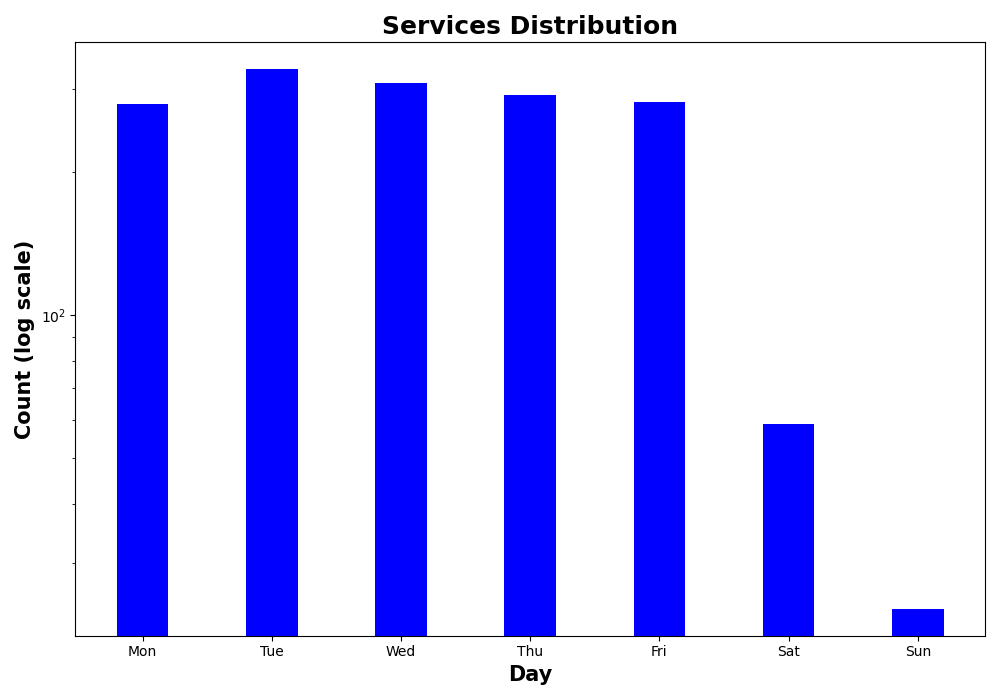 Services Distribution
Count (log scale)
10²
Mon Tue Wed Thu Fri Sat Sun
Day